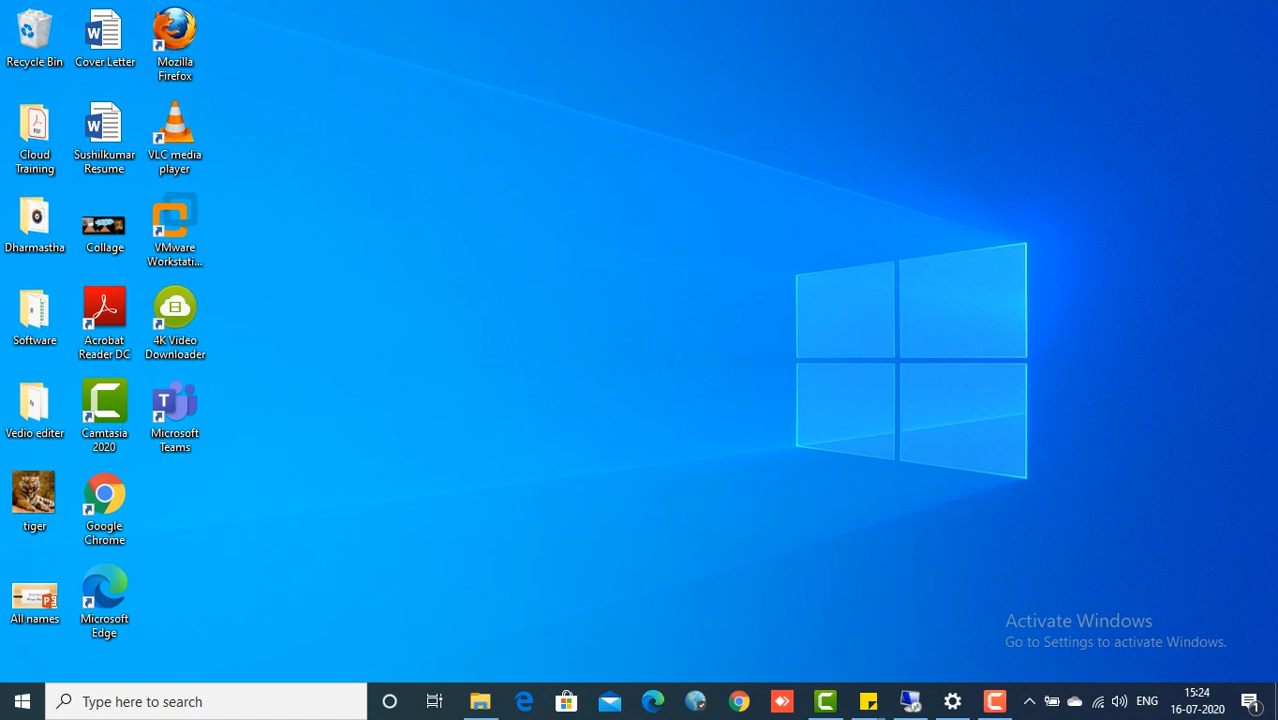 Recycle Bin
Cover Letter
Mozilla
Firefox
Cloud
Training
Sushilkumar
Resume
VLC media
player
Dharmastha
Collage
VMware
Workstati...
Software
Acrobat
Reader DC
4K Video
Downloader
Vedio editer
Camtasia
2020
Microsoft
Teams
tiger
Google
Chrome
All names
Microsoft
Edge
Activate Windows
Go to Settings to activate Windows.
Type here to search
ENG
15:24
16-07-2020
1